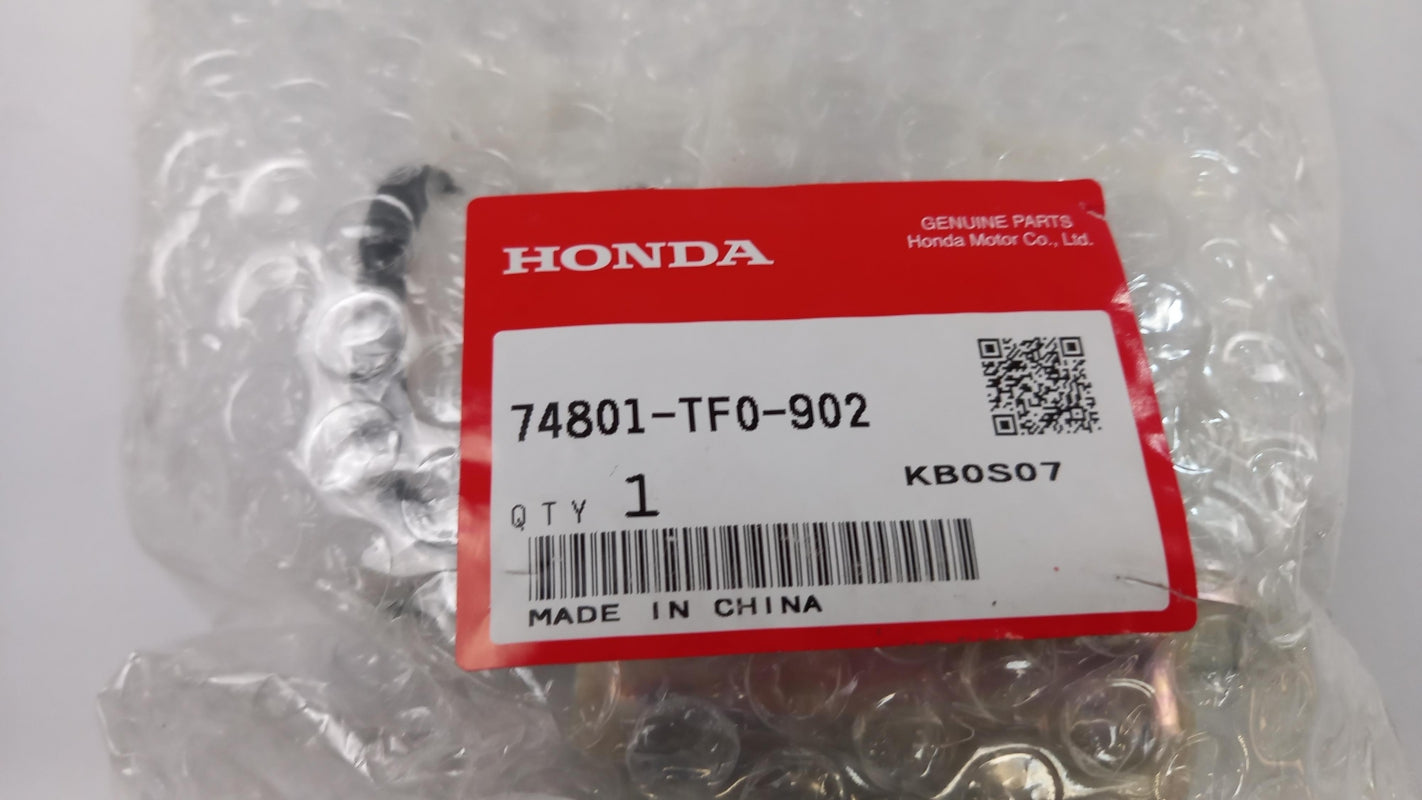 HONDA
GENUINE PARTS
Honda Motor Co., Ltd.
74801-TF0-902
KB0S07
QTY 1
MADE IN CHINA